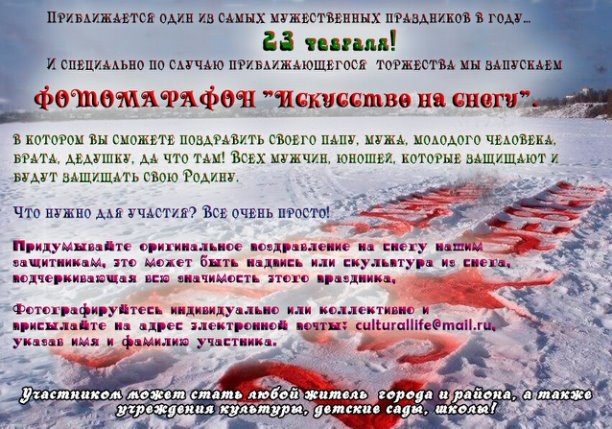 Приближается один из самых мужественных праздников в году...
23 февраля!
И специально по случаю приближающегося торжества мы запускаем
ФОТОМАРАФОН "Искусство на снегу".
в котором вы сможете поздравить своего папу, мужа, молодого человека,
брата, дедушку, да что там! Всех мужчин, юношей, которые защищают и
будут защищать свою Родину.
Что нужно для участия? Все очень просто!
Придумывайте оригинальное поздравление на снегу нашим
защитникам, это может быть надпись или скульптура из снега,
подчеркивающая всю значимость этого праздника.
Фотографируйтесь индивидуально или коллективно и
присылайте на адрес электронной почты: culturallife@mail.ru,
указав имя и фамилию участника.
Участником может стать любой житель города и района, а также
учреждения культуры, детские сады, школы!